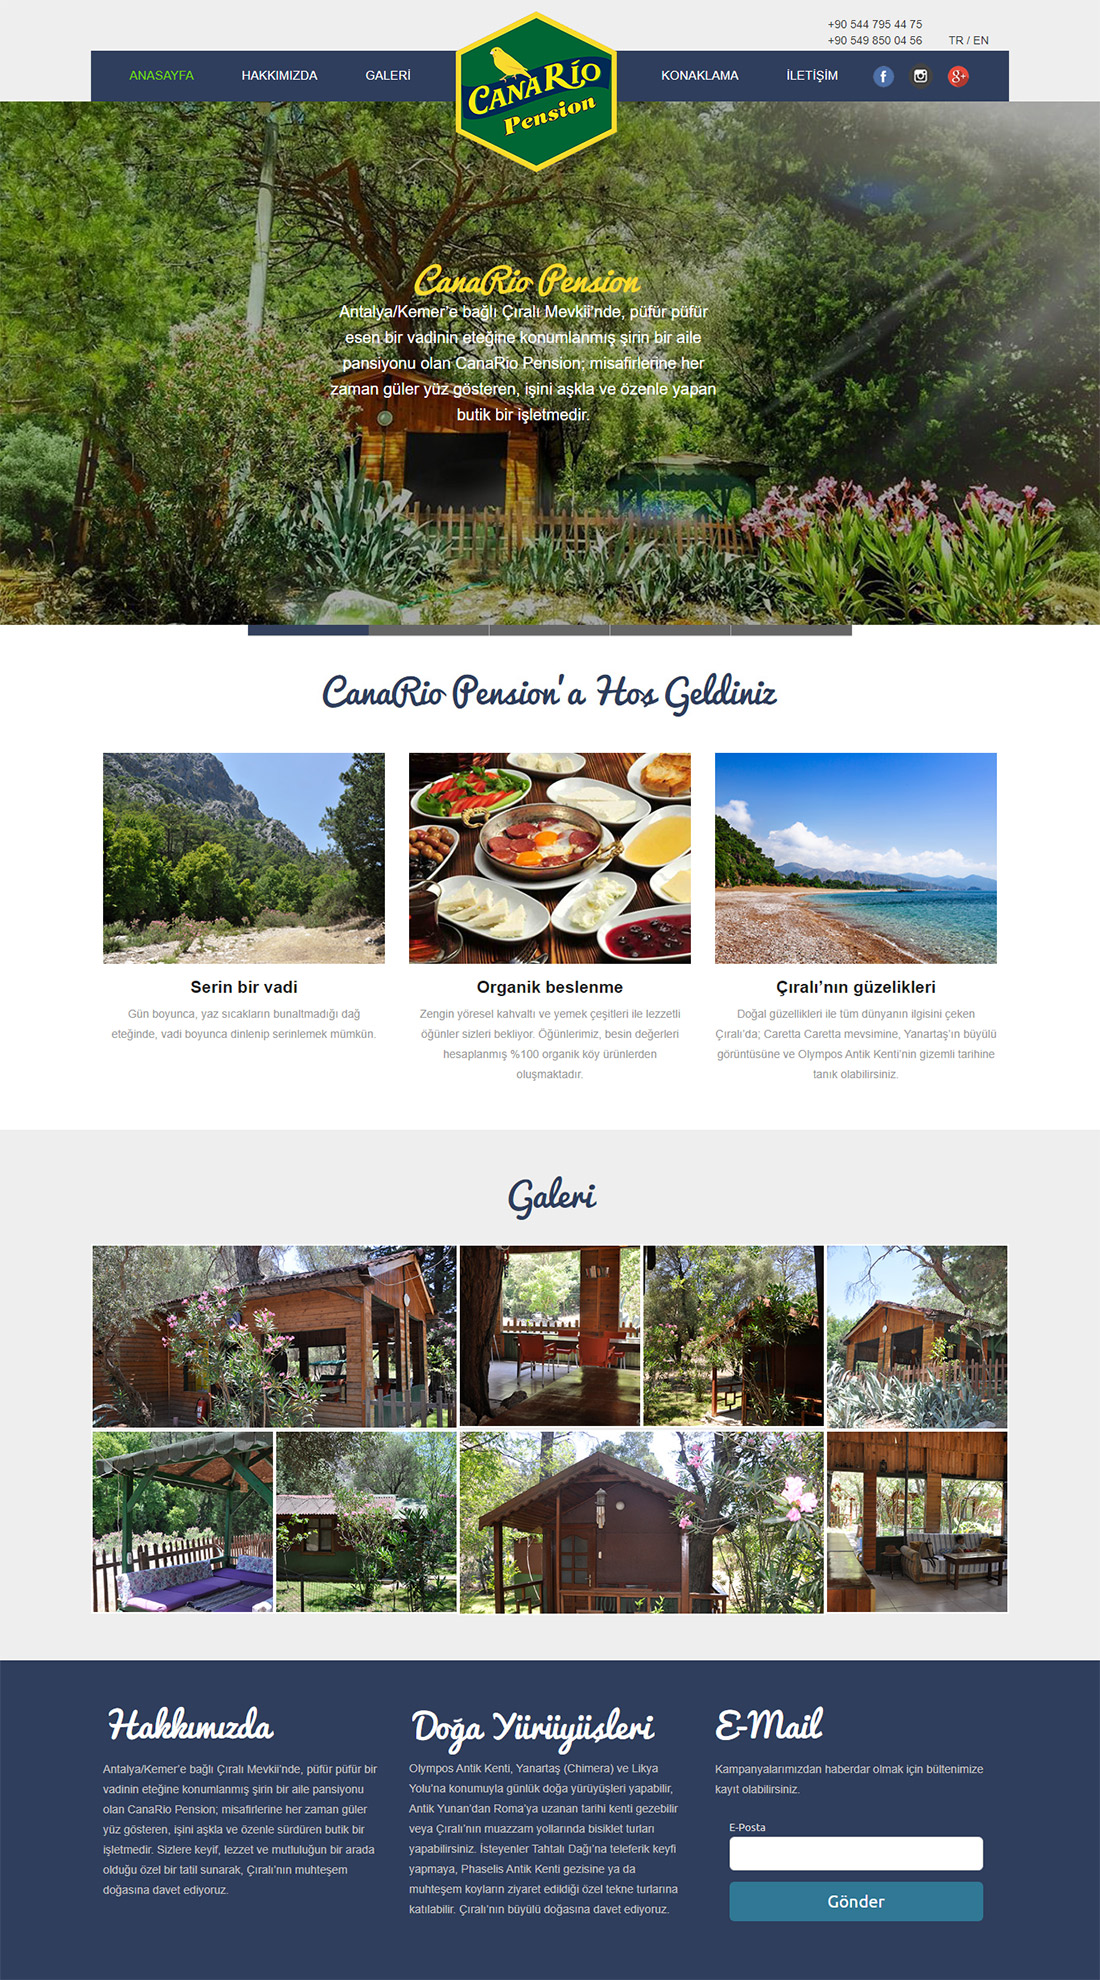 +90 544 795 44 75
+90 549 850 04 56
TR / EN
ANASAYFA
HAKKIMIZDA
GALERİ
CANARİO
Pension
KONAKLAMA
İLETİŞİM
f
g+
CanaRio Pension
Antalya/Kemer'e bağlı Çıralı Mevkii'nde, püfür püfür
esen bir vadinin eteğine konumlanmış şirin bir aile
pansiyonu olan CanaRio Pension; misafirlerine her
zaman güler yüz gösteren, işini aşkla ve özenle yapan
butik bir işletmedir.
CanaRio Pension'a Hoş Geldiniz
Serin bir vadi
Gün boyunca, yaz sıcakların bunaltmadığı dağ
eteğinde, vadi boyunca dinlenip serinlemek mümkün.
Organik beslenme
Zengin yöresel kahvaltı ve yemek çeşitleri ile lezzetli
öğünler sizleri bekliyor. Öğünlerimiz, besin değerleri
hesaplanmış %100 organik köy ürünlerden
oluşmaktadır.
Çıralı'nın güzelikleri
Doğal güzellikleri ile tüm dünyanın ilgisini çeken
Çıralı'da; Caretta Caretta mevsimine, Yanartaş'ın büyülü
görüntüsüne ve Olympos Antik Kenti'nin gizemli tarihine
tanık olabilirsiniz.
Galeri
Hakkımızda
Antalya/Kemer'e bağlı Çıralı Mevkii'nde, püfür püfür bir
vadinin eteğine konumlanmış şirin bir aile pansiyonu
olan CanaRio Pension; misafirlerine her zaman güler
yüz gösteren, işini aşkla ve özenle sürdüren butik bir
işletmedir. Sizlere keyif, lezzet ve mutluluğun bir arada
olduğu özel bir tatil sunarak, Çıralı'nın muhteşem
doğasına davet ediyoruz.
Doğa Yürüyüşleri
Olympos Antik Kenti, Yanartaş (Chimera) ve Likya
Yolu'na konumuyla günlük doğa yürüyüşleri yapabilir,
Antik Yunan'dan Roma'ya uzanan tarihi kenti gezebilir
veya Çıralı'nın muazzam yollarında bisiklet turları
yapabilirsiniz. İsteyenler Tahtalı Dağı'na teleferik keyfi
yapmaya, Phaselis Antik Kenti gezisine ya da
muhteşem koyların ziyaret edildiği özel tekne turlarına
katılabilir. Çıralı'nın büyülü doğasına davet ediyoruz.
E-Mail
Kampanyalarımızdan haberdar olmak için bültenimize
kayıt olabilirsiniz.
E-Posta
Gönder